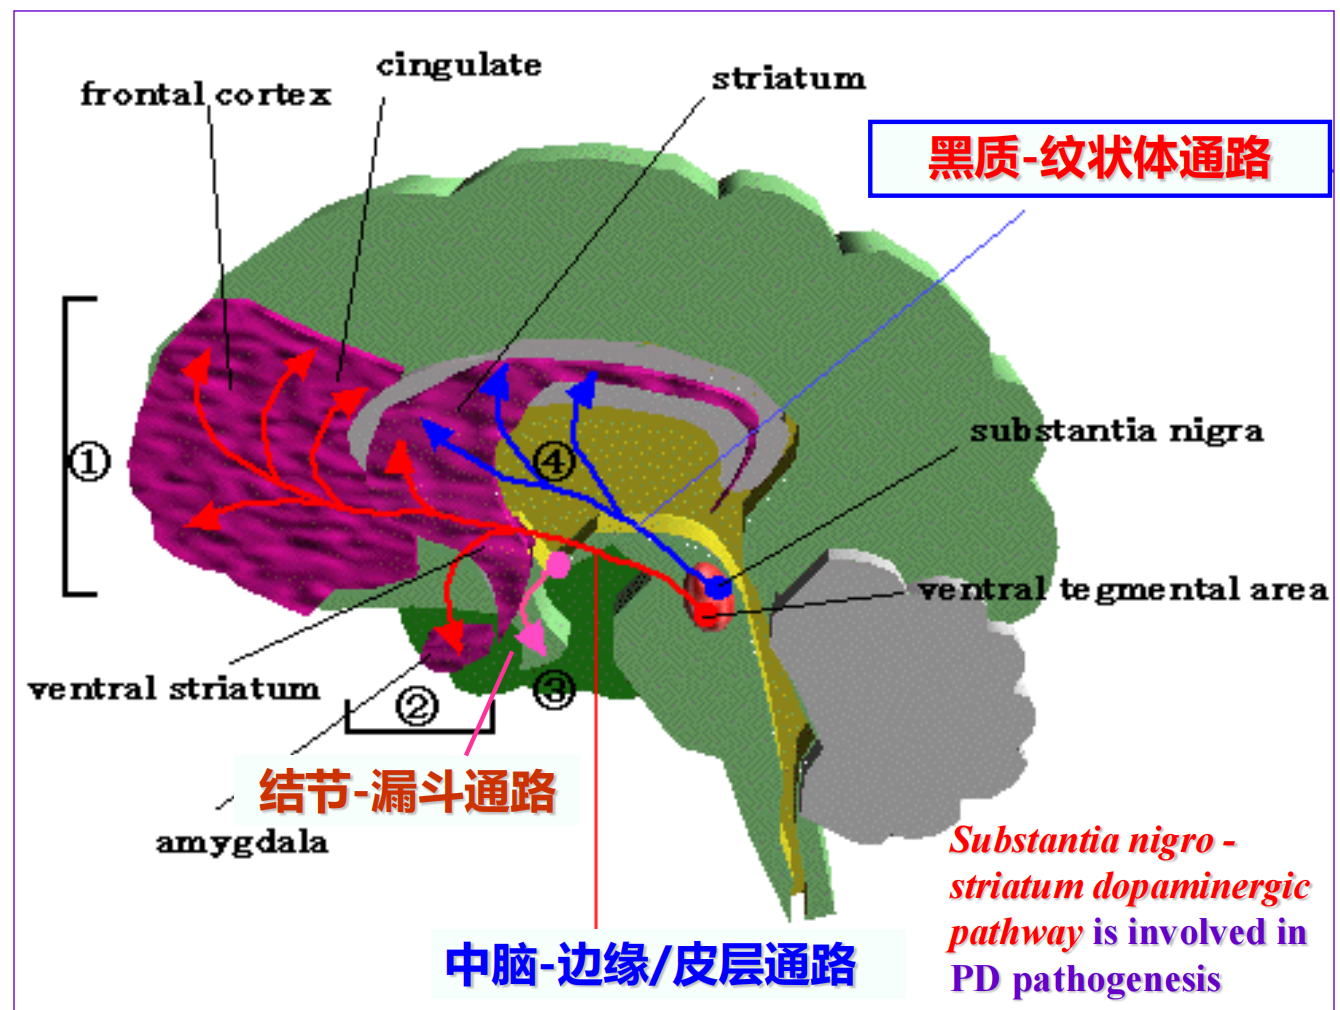 cingulate
frontal cortex
striatum
黑质-纹状体通路
①
④
substantia nigra
ventral tegmental area
ventral striatum
②
③
结节-漏斗通路
amygdala
Substantia nigro -
striatum dopaminergic
pathway is involved in
PD pathogenesis
中脑-边缘/皮层通路